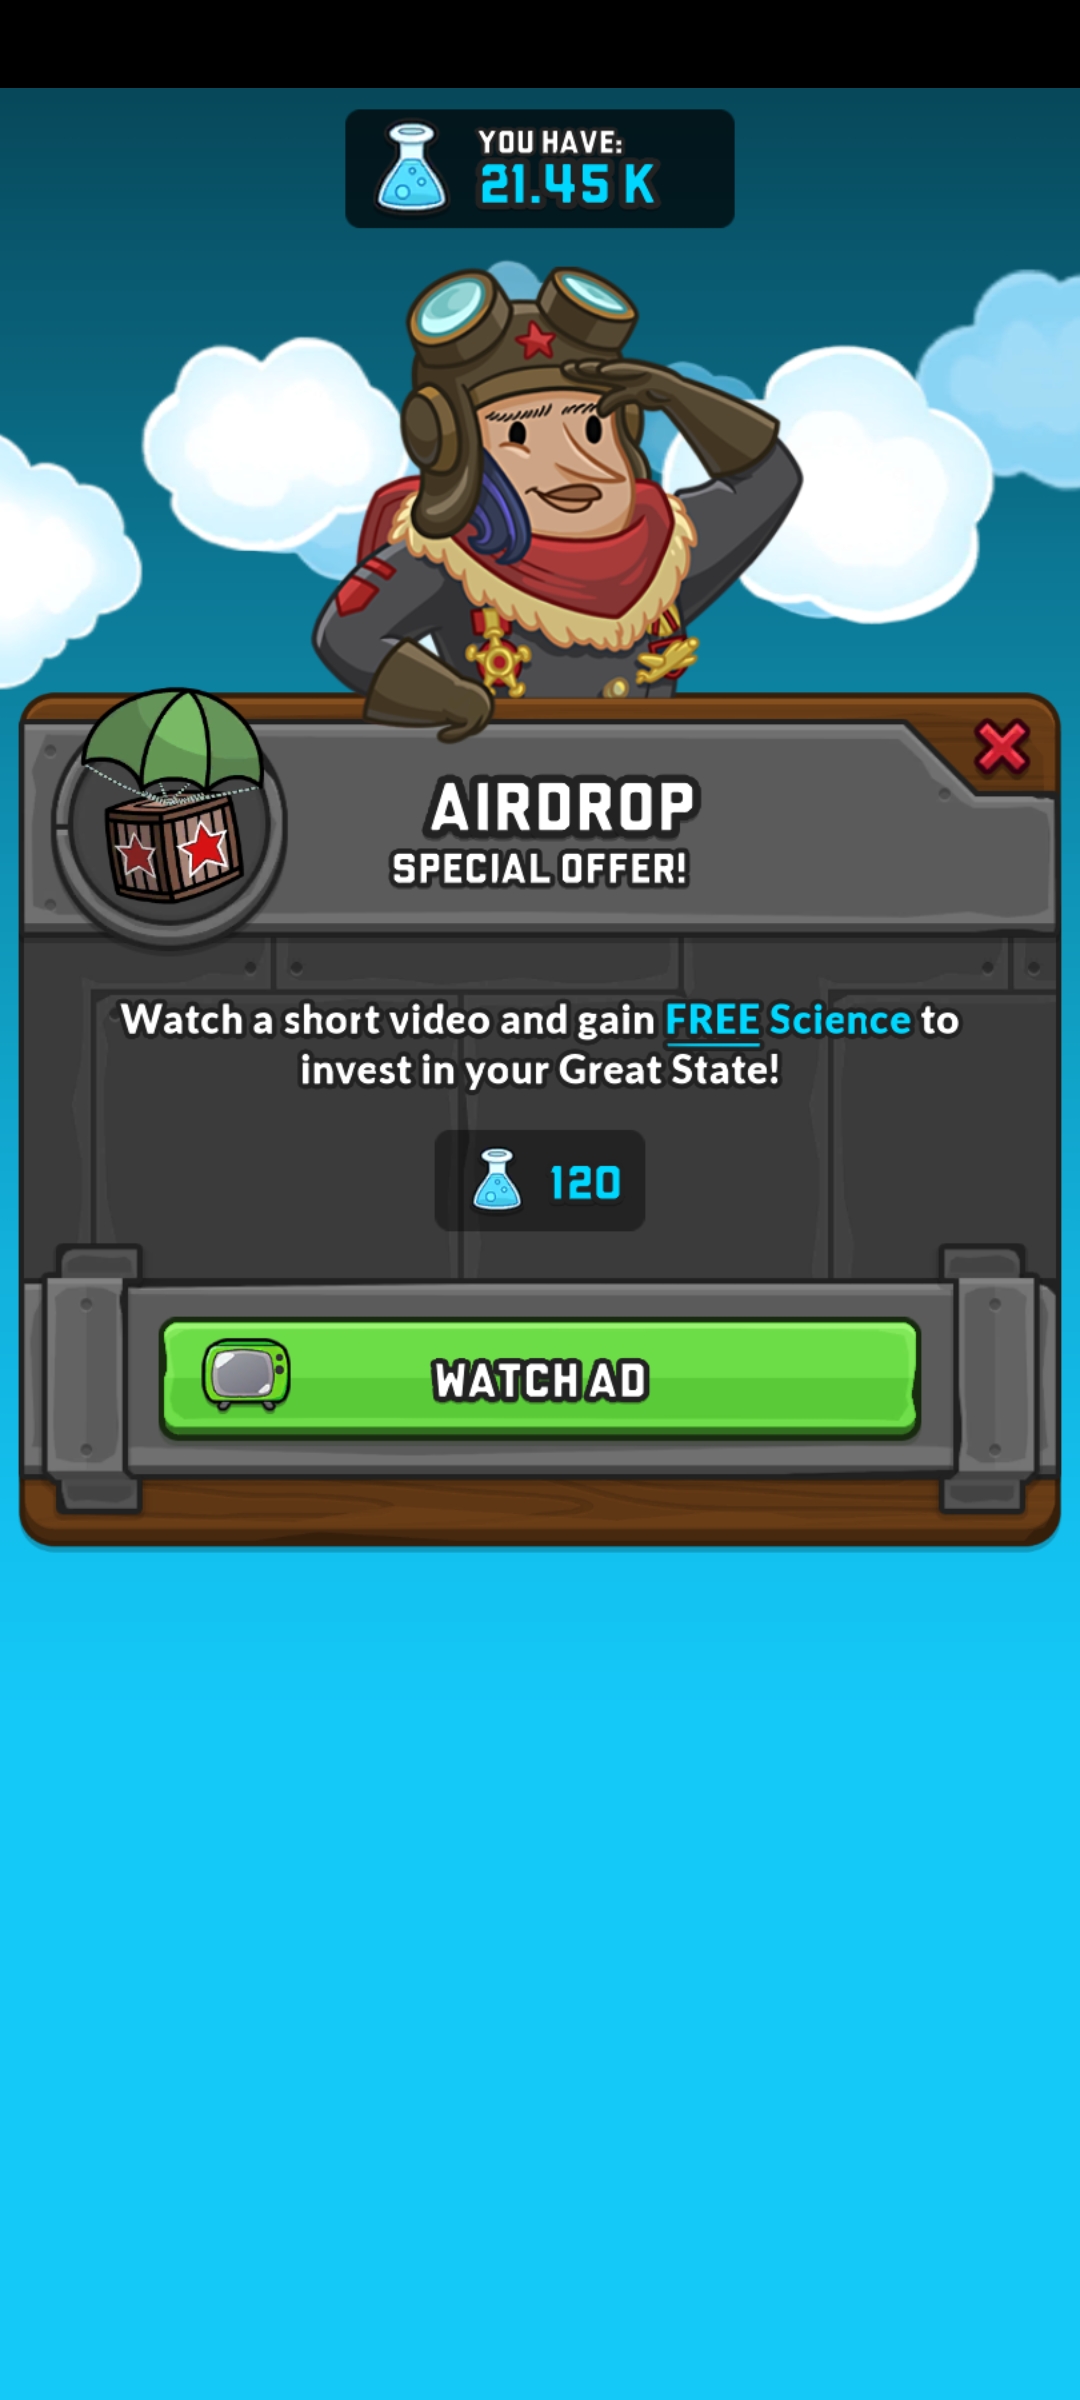 YOU HAVE:
21.45 K
AIRDROP
SPECIAL OFFER!
Watch a short video and gain FREE Science to
invest in your Great State!
120
WATCH AD